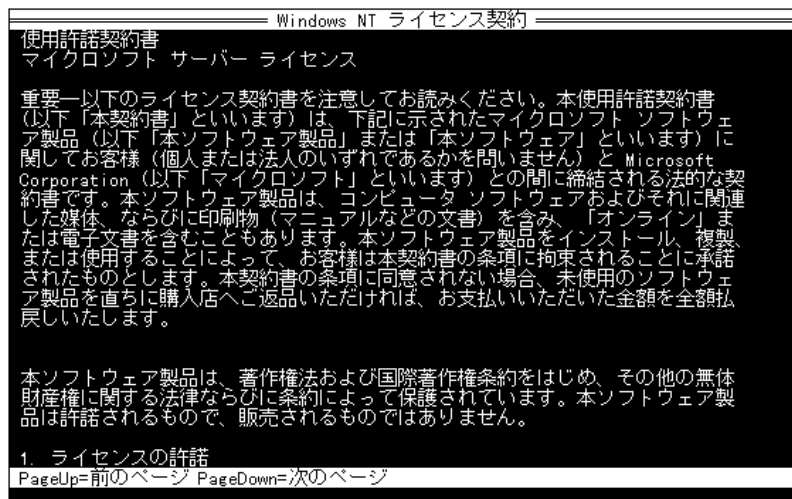 Windows NT ライセンス契約
使用許諾契約書
マイクロソフト サーバー ライセンス
重要―以下のライセンス契約書を注意してお読みください。本使用許諾契約書
(以下「本契約書」といいます) は、下記に示されたマイクロソフト ソフトウェ
ア製品 (以下「本ソフトウェア製品」または「本ソフトウェア」といいます) に
関してお客様 (個人または法人のいずれであるかを問いません) と Microsoft
Corporation (以下「マイクロソフト」といいます) との間に締結される法的な契
約書です。本ソフトウェア製品は、コンピュータ ソフトウェアおよびそれに関連
した媒体、ならびに印刷物 (マニュアルなどの文書) を含み、「オンライン」ま
たは電子文書を含むこともあります。本ソフトウェア製品をインストール、複製、
または使用することによって、お客様は本契約書の条項に拘束されることに承諾
されたものとします。本契約書の条項に同意されない場合、未使用のソフトウェ
ア製品を直ちに購入店へご返品いただければ、お支払いいただいた金額を全額払
戻しいたします。
本ソフトウェア製品は、著作権法および国際著作権条約をはじめ、その他の無体
財産権に関する法律ならびに条約によって保護されています。本ソフトウェア製
品は許諾されるもので、販売されるものではありません。
1. ライセンスの許諾
PageUp=前のページ PageDown=次のページ